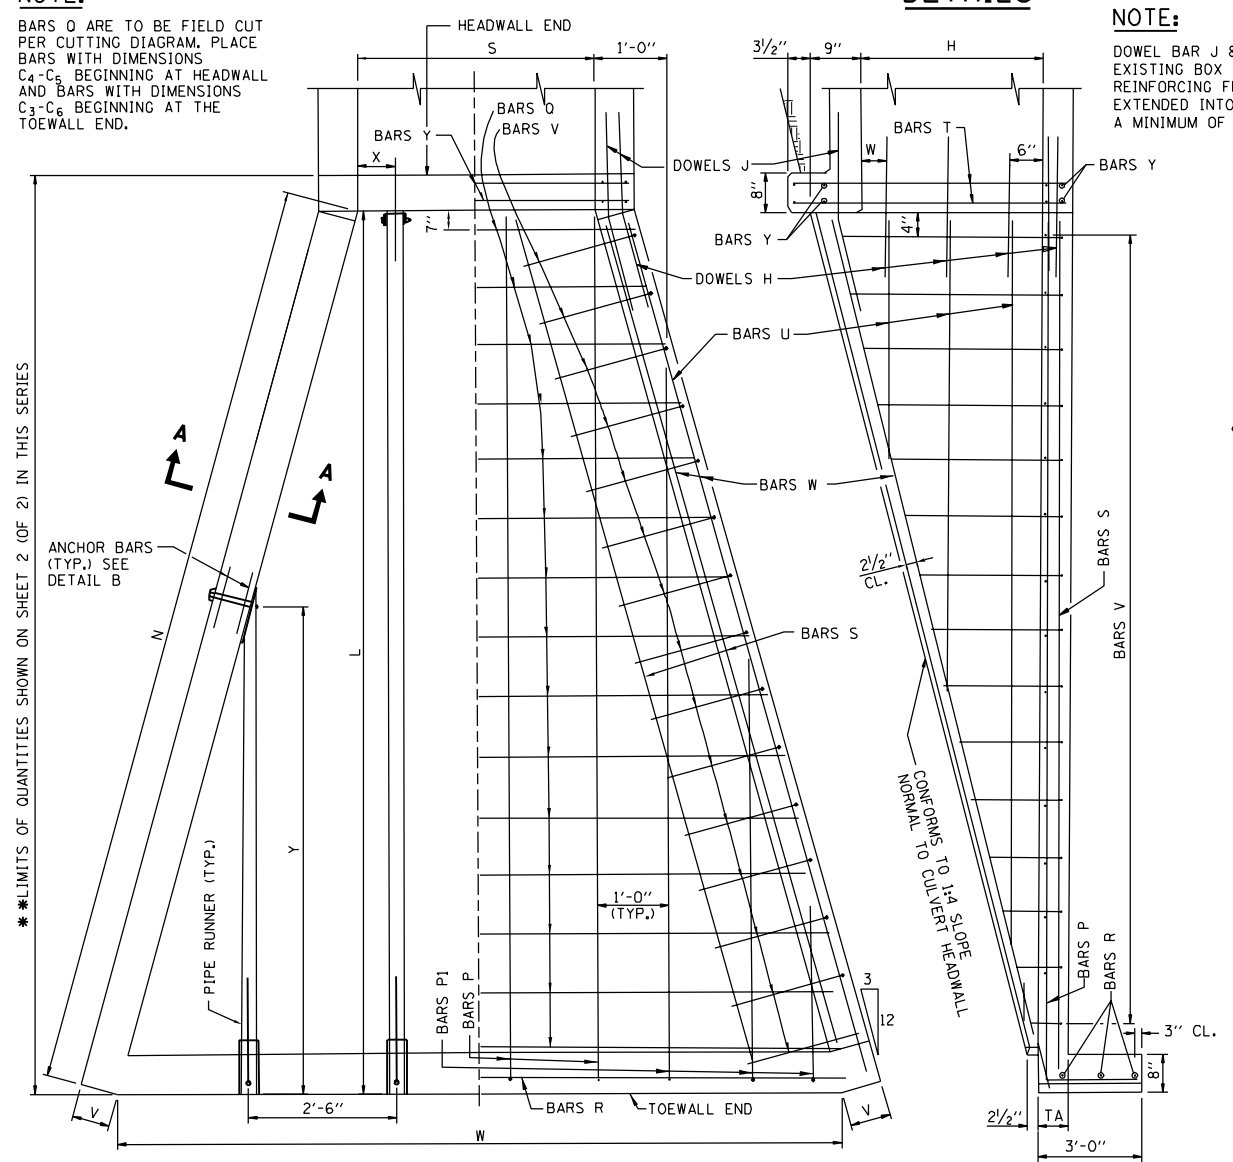 NOTE:
BARS Q ARE TO BE FIELD CUT
PER CUTTING DIAGRAM. PLACE
BARS WITH DIMENSIONS
C4-C5 BEGINNING AT HEADWALL
AND BARS WITH DIMENSIONS
C3-C6 BEGINNING AT THE
TOEWALL END.
HEADWALL END
S
1'-0"
3½"
9"
H
NOTE:
DOWEL BAR J &
EXISTING BOX
REINFORCING
EXTENDED INTO
A MINIMUM OF
BARS Q
BARS V
BARS Y
X
DOWELS J
BARS T
W
6"
BARS Y
8"
7"
4"
BARS Y
DOWELS H
BARS U
**LIMITS OF QUANTITIES SHOWN ON SHEET 2 (OF 2) IN THIS SERIES
A
A
BARS W
ANCHOR BARS
(TYP.) SEE
DETAIL B
2½"
CL.
BARS S
BARS V
N
L
BARS S
Y
PIPE RUNNER (TYP.)
CONFORMS TO 1:4 SLOPE
NORMAL TO CULVERT HEADWALL
1'-0"
(TYP.)
BARS P1
BARS P
3
12
BARS P
BARS R
3" CL.
8"
V
2'-6"
BARS R
TOEWALL END
V
2½"
TA
W
3'-0"